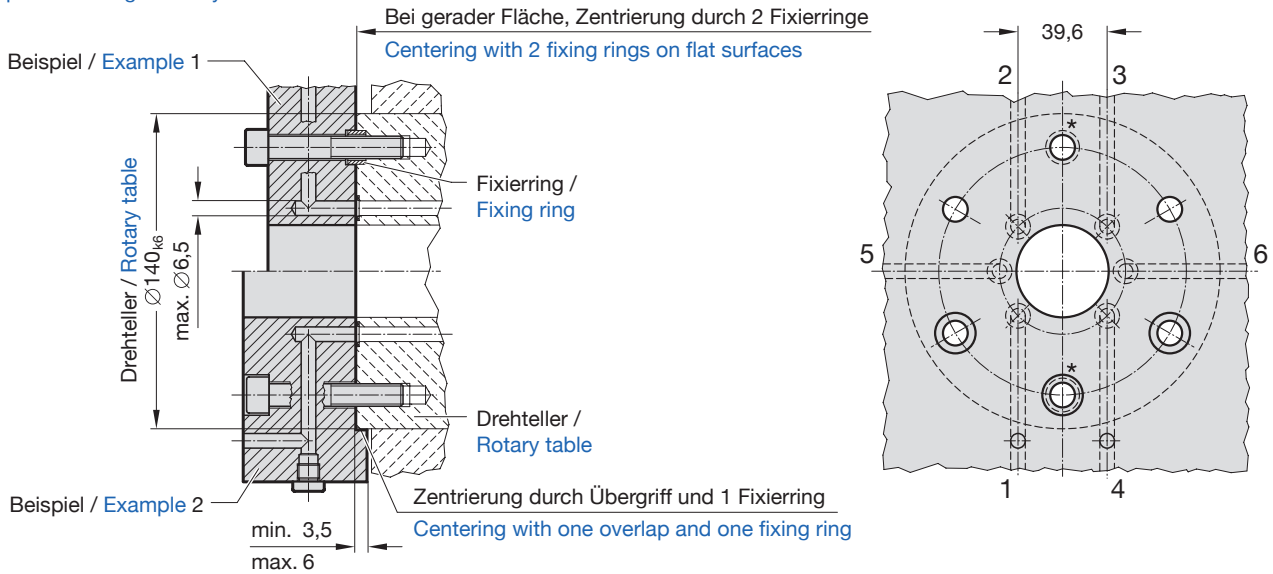 Bei gerader Fläche, Zentrierung durch 2 Fixierringe
Centering with 2 fixing rings on flat surfaces
Beispiel / Example 1
39,6
2
3
*
Drehteller / Rotary table
∅140k6
max. ∅6,5
Fixierring /
Fixing ring
5
6
*
Drehteller /
Rotary table
Beispiel / Example 2
Zentrierung durch Übergriff und 1 Fixierring
Centering with one overlap and one fixing ring
1
4
min. 3,5
max. 6